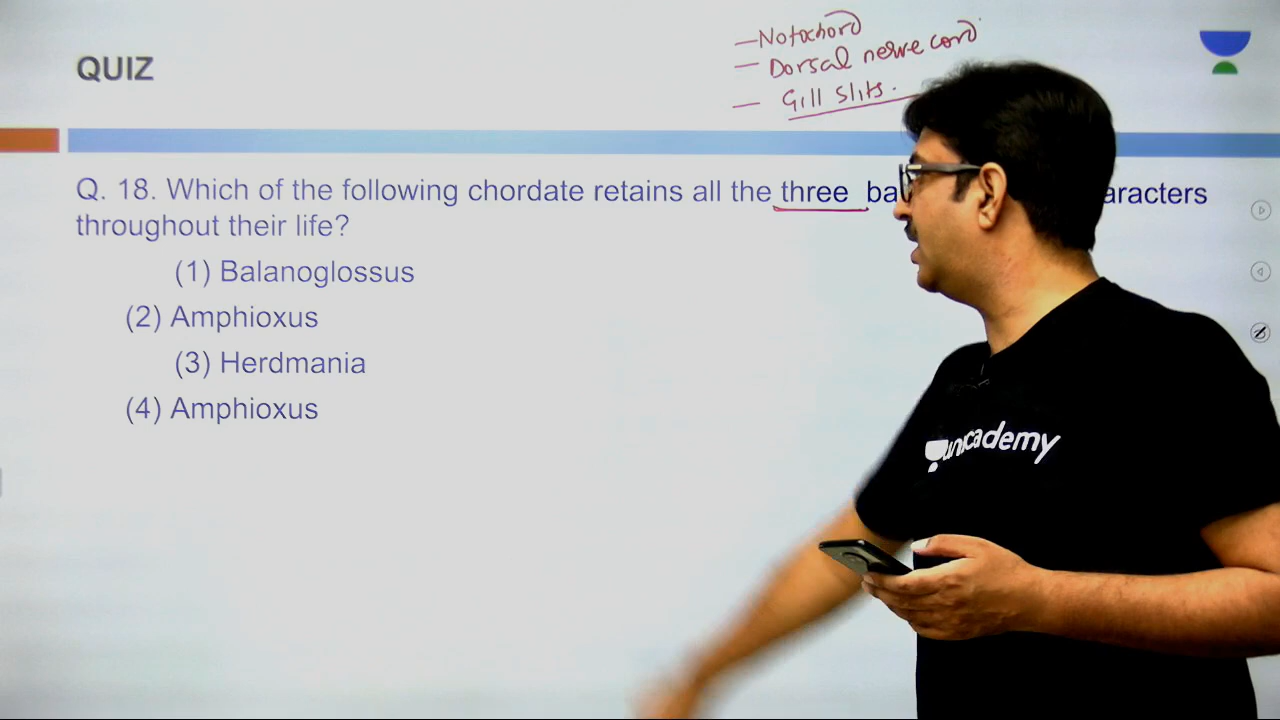 —Notochord
— Dorsal nerve cord
— Gill Slits.
QUIZ
Q. 18. Which of the following chordate retains all the three ba aracters
throughout their life?
(1) Balanoglossus
(2) Amphioxus
(3) Herdmania
(4) Amphioxus
unacademy